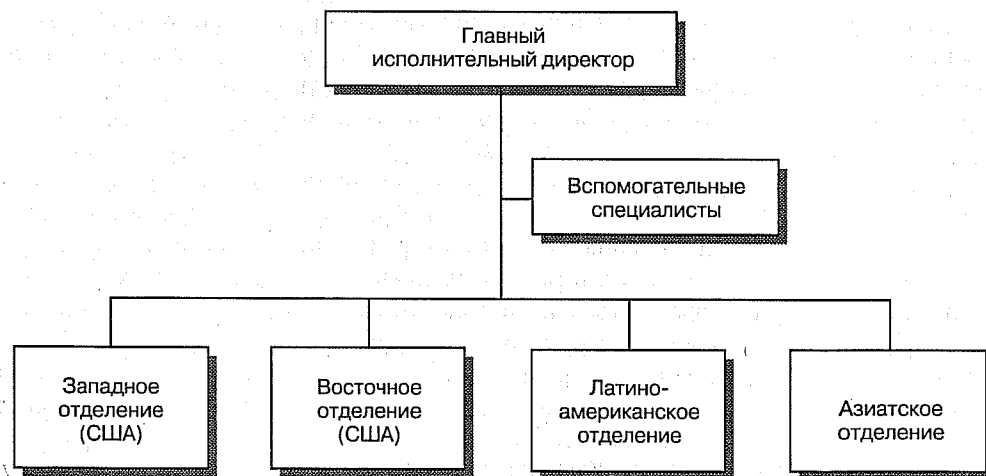 Главный
исполнительный директор
Вспомогательные
специалисты
Западное
отделение
(США)
Восточное
отделение
(США)
Латино-
американское
отделение
Азиатское
отделение